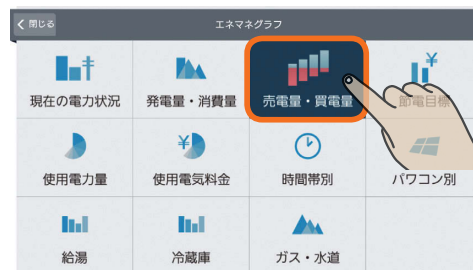 < 閉じる エネマネグラフ
現在の電力状況 発電量・消費量 売電量・買電量 節電目標
使用電力量 使用電気料金 時間帯別 パワコン別
給湯 冷蔵庫 ガス・水道